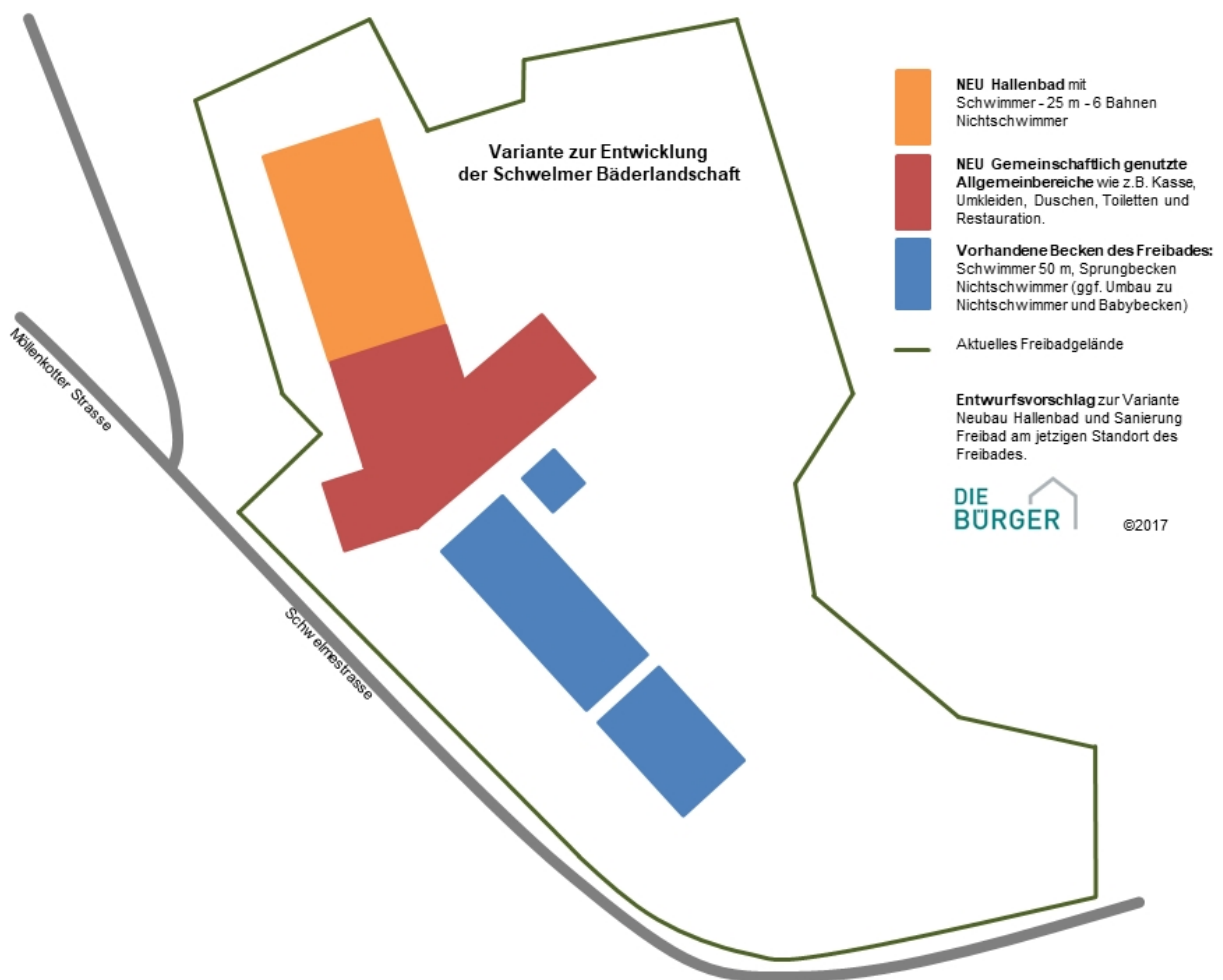 Variante zur Entwicklung
der Schwelmer Bäderlandschaft
NEU Hallenbad mit
Schwimmer - 25 m - 6 Bahnen
Nichtschwimmer
NEU Gemeinschaftlich genutzte
Allgemeinbereiche wie z.B. Kasse,
Umkleiden, Duschen, Toiletten und
Restauration.
Vorhandene Becken des Freibades:
Schwimmer 50 m, Sprungbecken
Nichtschwimmer (ggf. Umbau zu
Nichtschwimmer und Babybecken)
Aktuelles Freibadgelände
Entwurfsvorschlag zur Variante
Neubau Hallenbad und Sanierung
Freibad am jetzigen Standort des
Freibades.
DIE
BÜRGER
©2017
Möllenkotter Strasse
Schwelmestrasse